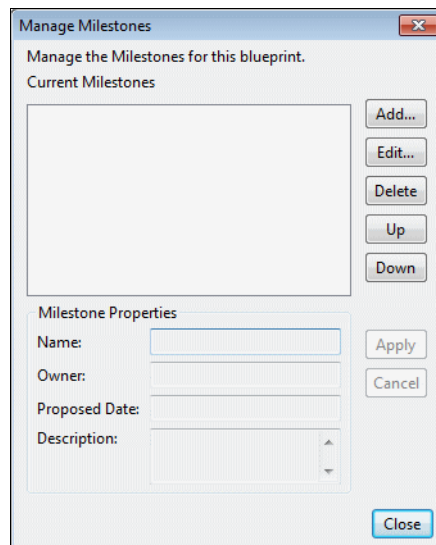 Manage Milestones
Manage the Milestones for this blueprint.
Current Milestones
Add...
Edit...
Delete
Up
Down
Milestone Properties
Name:
Apply
Owner:
Cancel
Proposed Date:
Description:
Close